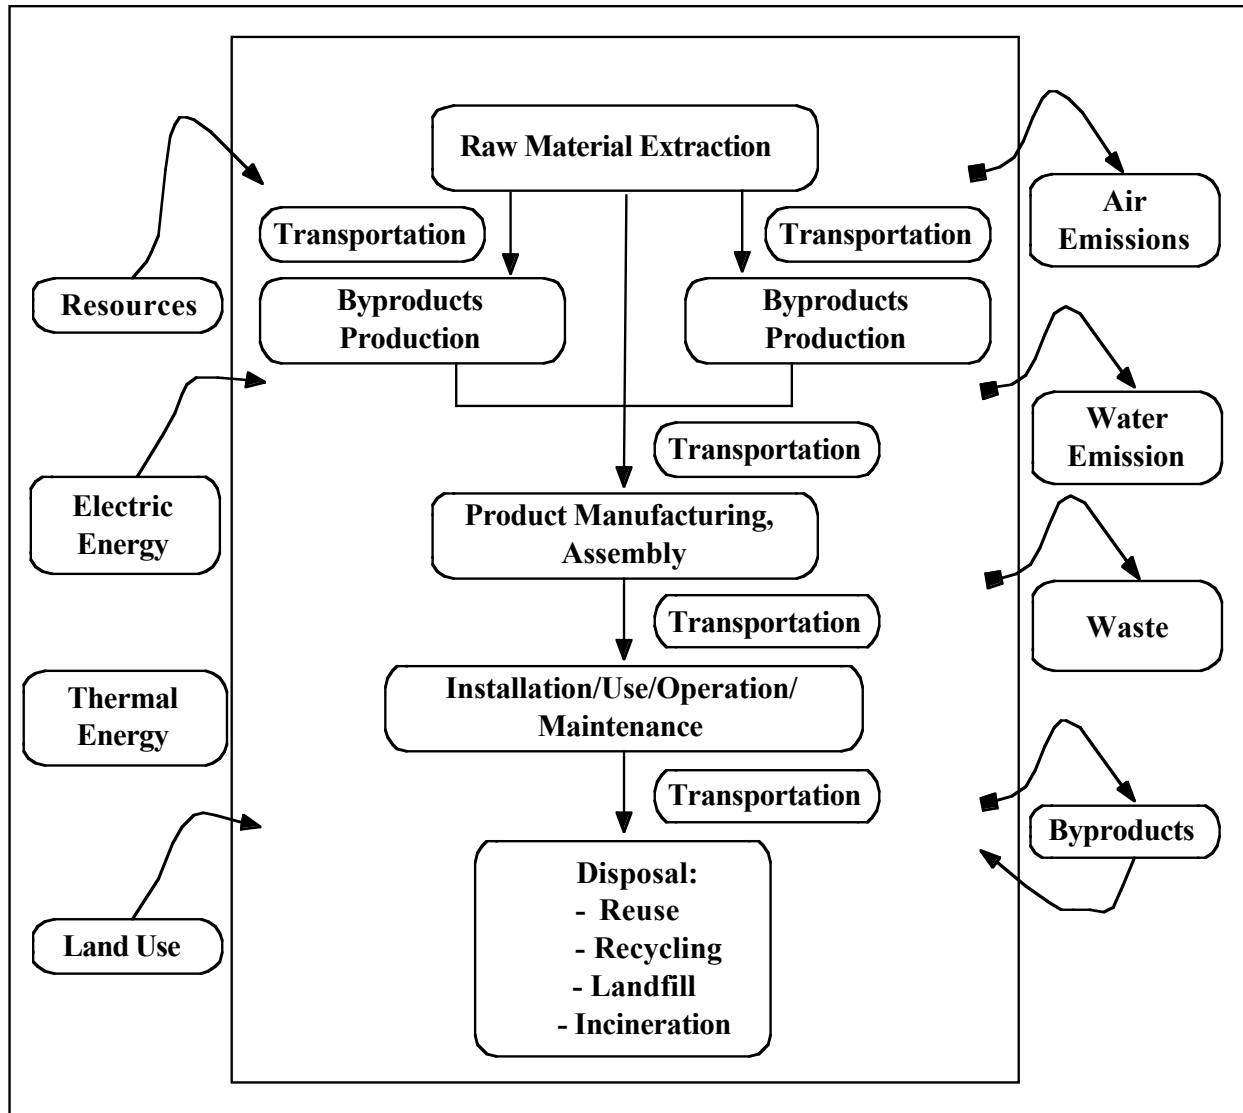 Raw Material Extraction
Transportation
Transportation
Air
Emissions
Resources
Byproducts
Production
Byproducts
Production
Transportation
Water
Emission
Electric
Energy
Product Manufacturing,
Assembly
Transportation
Waste
Thermal
Energy
Installation/Use/Operation/
Maintenance
Transportation
Byproducts
Land Use
Disposal:
- Reuse
- Recycling
- Landfill
- Incineration